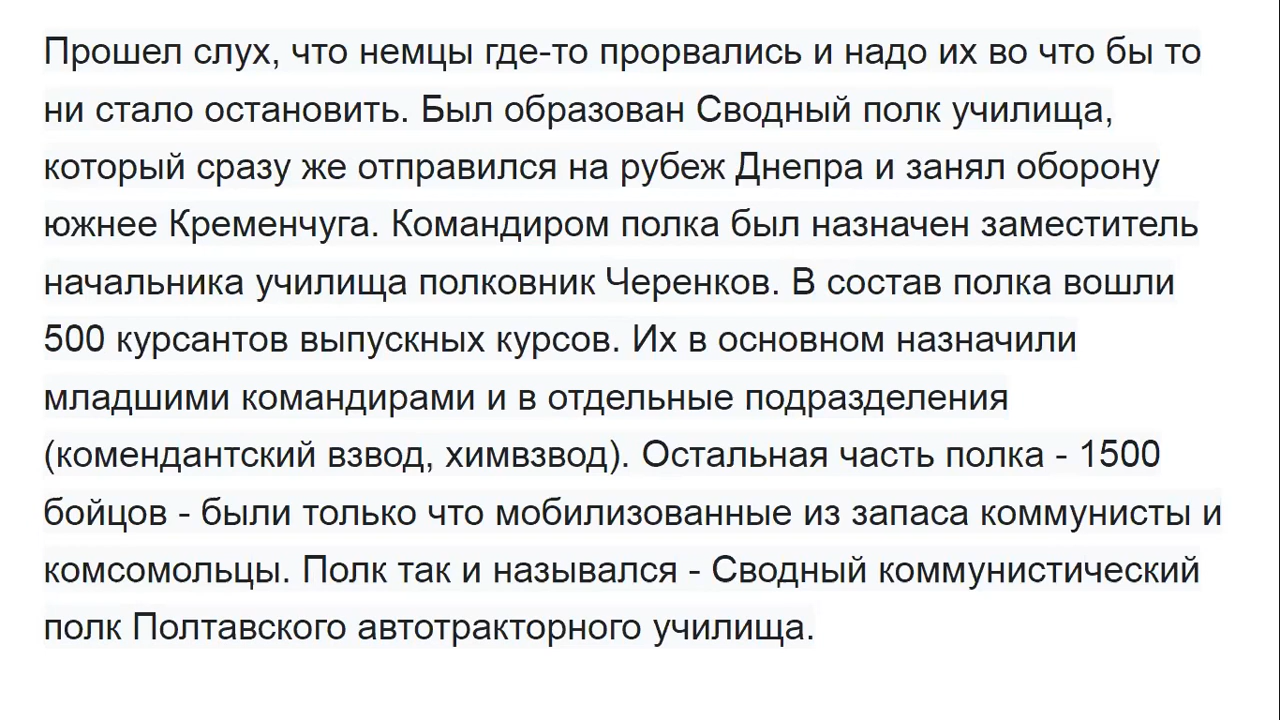 Прошел слух, что немцы где-то прорвались и надо их во что бы то
ни стало остановить. Был образован Сводный полк училища,
который сразу же отправился на рубеж Днепра и занял оборону
южнее Кременчуга. Командиром полка был назначен заместитель
начальника училища полковник Черенков. В состав полка вошли
500 курсантов выпускных курсов. Их в основном назначили
младшими командирами и в отдельные подразделения
(комендантский взвод, химвзвод). Остальная часть полка - 1500
бойцов - были только что мобилизованные из запаса коммунисты и
комсомольцы. Полк так и назывался - Сводный коммунистический
полк Полтавского автотракторного училища.